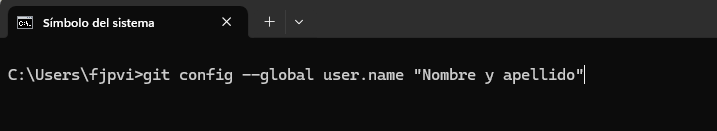 Símbolo del sistema
C:\Users\fjpvi>git config --global user.name "Nombre y apellido"